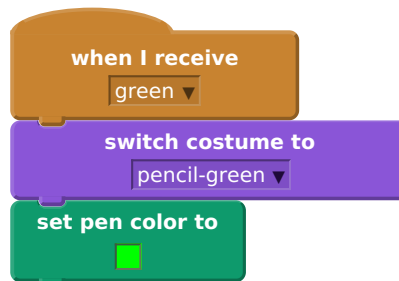 when I receive
green
switch costume to
pencil-green
set pen color to